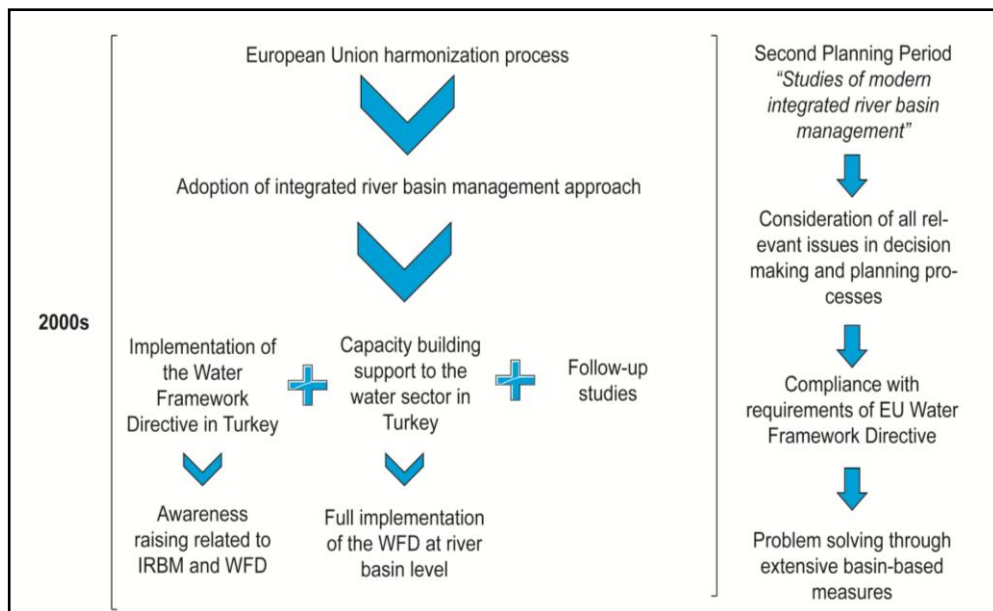 2000s
European Union harmonization process
Adoption of integrated river basin management approach
Implementation of
the Water
Framework
Directive in Turkey
Capacity building
support to the
water sector in
Turkey
Follow-up
studies
Awareness
raising related to
IRBM and WFD
Full implementation
of the WFD at river
basin level
Second Planning Period
“Studies of modern
integrated river basin
management”
Consideration of all rel-
evant issues in decision
making and planning pro-
cesses
Compliance with
requirements of EU Water
Framework Directive
Problem solving through
extensive basin-based
measures